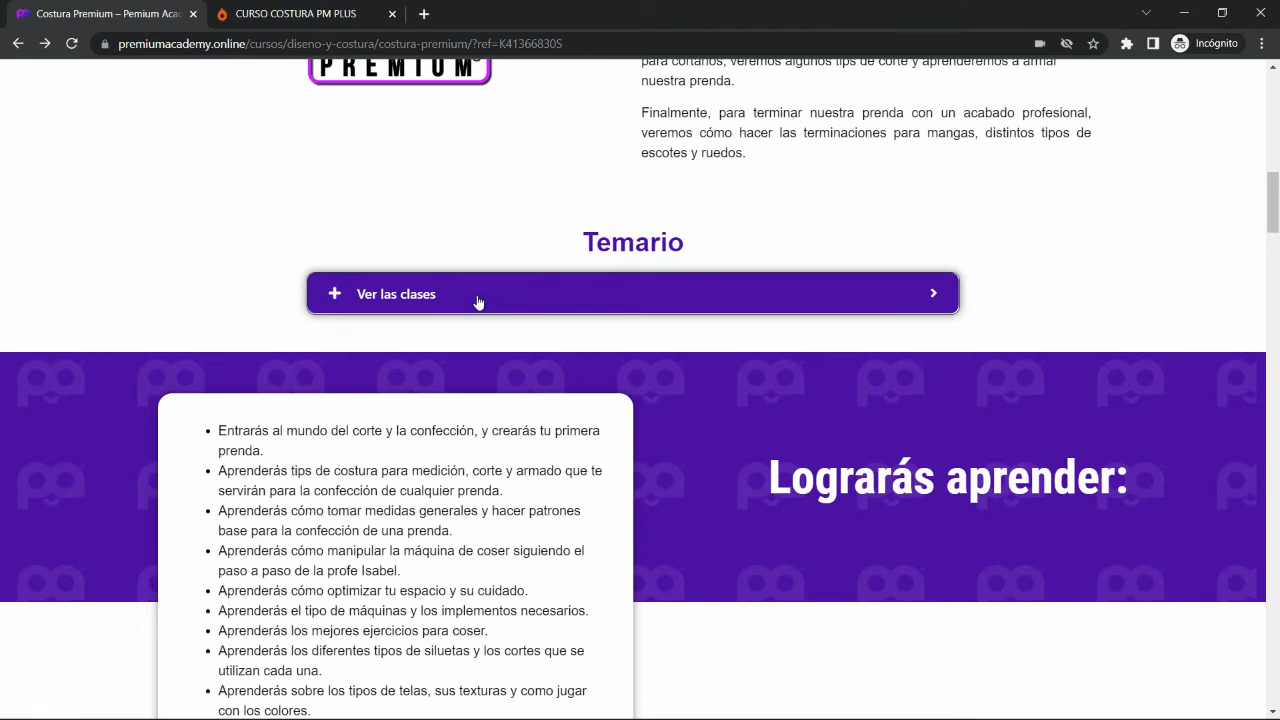 Costura Premium – Pemium Aca
CURSO COSTURA PM PLUS
premiumacademy.online/cursos/diseno-y-costura/costura-premium/?ref=K41366830S
Incógnito
PREMIUM
para cortarlos, veremos algunos tips de corte y aprenderemos a armar
nuestra prenda.
Finalmente, para terminar nuestra prenda con un acabado profesional,
veremos cómo hacer las terminaciones para mangas, distintos tipos de
escotes y ruedos.
Temario
Ver las clases
Entrarás al mundo del corte y la confección, y crearás tu primera
prenda.
Aprenderás tips de costura para medición, corte y armado que te
servirán para la confección de cualquier prenda.
Aprenderás cómo tomar medidas generales y hacer patrones
base para la confección de una prenda.
Aprenderás cómo manipular la máquina de coser siguiendo el
paso a paso de la profe Isabel.
Aprenderás cómo optimizar tu espacio y su cuidado.
Aprenderás el tipo de máquinas y los implementos necesarios.
Aprenderás los mejores ejercicios para coser.
Aprenderás los diferentes tipos de siluetas y los cortes que se
utilizan cada una.
Aprenderás sobre los tipos de telas, sus texturas y como jugar
con los colores.
Lograrás aprender: